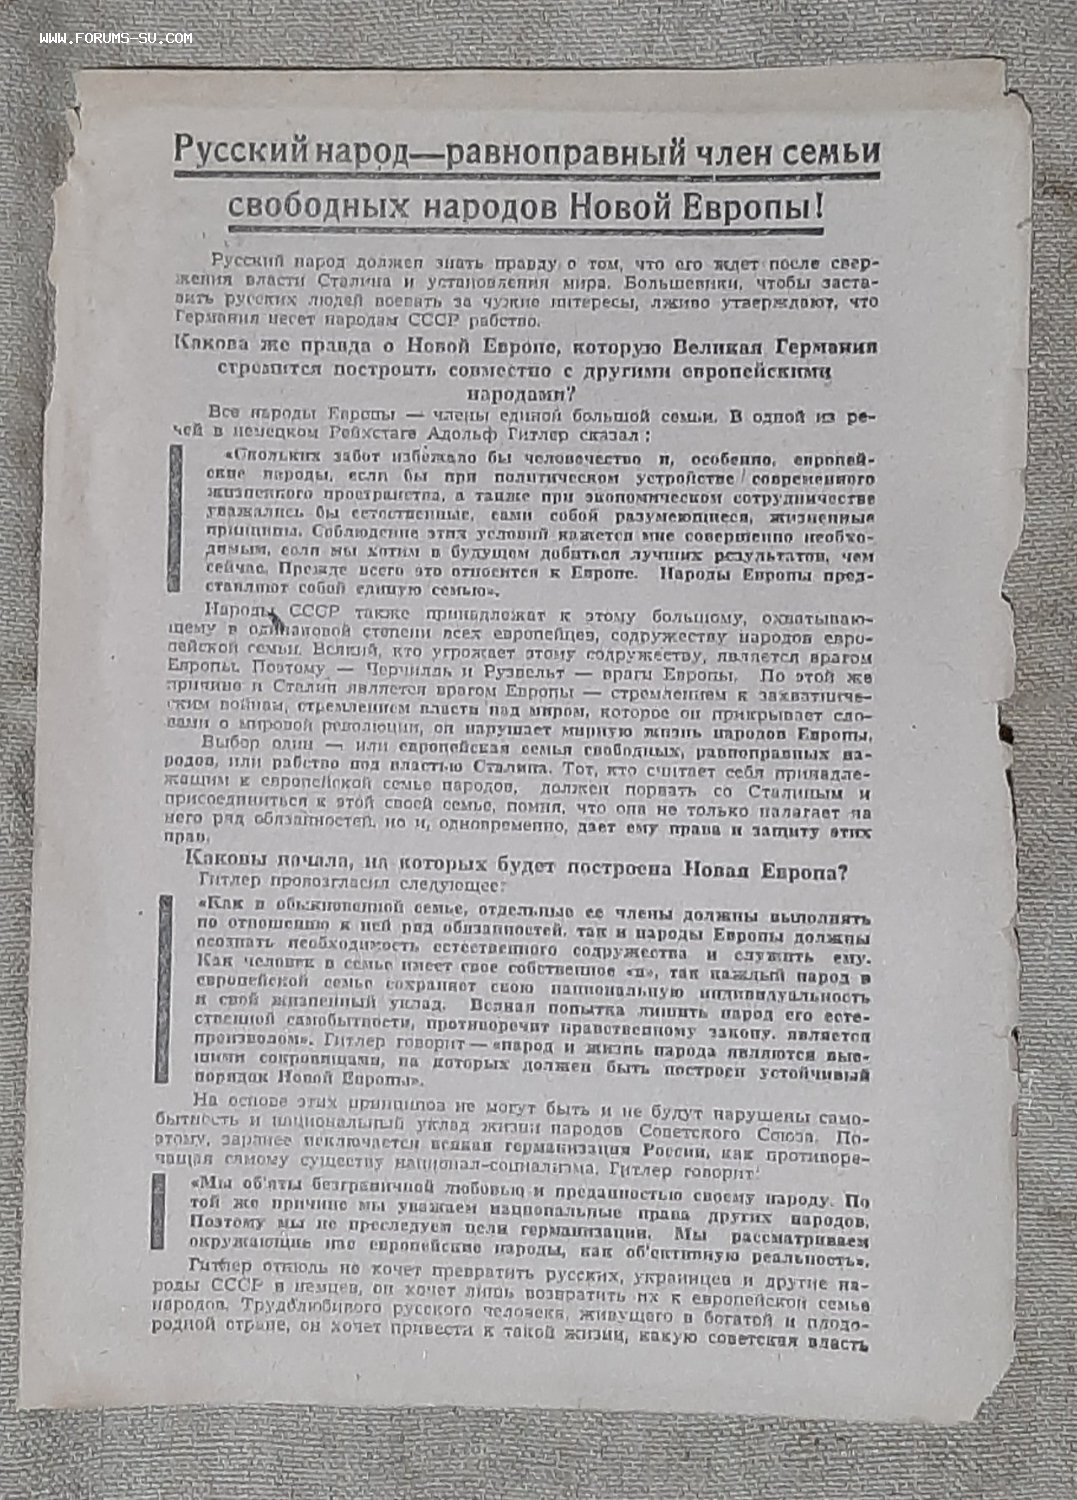 WWW.FORUMS-SU.COM
Русский народ—равноправный член семьи
свободных народов Новой Европы!
Русский народ должен знать правду о том, что его ждет после свер-
жения власти Сталина и установления мира. Большевики, чтобы заста-
вить русских людей воевать за чужие интересы, лживо утверждают, что
Германия несет народам СССР рабство.
Какова же правда о Новой Европе, которую Великая Германия
стремится построить совместно с другими европейскими
народами?
Все народы Европы — члены единой большой семьи. В одной из ре-
чей в немецком Рейхстаге Адольф Гитлер сказал:
«Скольких забот избежало бы человечество и, особенно, европей-
ские народы, если бы при политическом устройстве современного
жизненного пространства, а также при экономическом сотрудничестве
уважались бы естественные, сами собой разумеющиеся, жизненные
принципы. Соблюдение этих условий кажется мне совершенно необхо-
димым, если мы хотим в будущем добиться лучших результатов, чем
сейчас. Прежде всего это относится к Европе. Народы Европы пред-
ставляют собой единую семью».
Народы СССР также принадлежат к этому большому, охватываю-
щему в одинаковой степени всех европейцев, содружеству народов евро-
пейской семьи. Всякий, кто угрожает этому содружеству, является врагом
Европы. Поэтому — Черчилль и Рузвельт — враги Европы. По этой же
причине и Сталин является врагом Европы — стремлением к захватниче-
ским войнам, стремлением власти над миром, которое он прикрывает сло-
вами о мировой революции, он нарушает мирную жизнь народов Европы.
Выбор один — или европейская семья свободных, равноправных на-
родов, или рабство под властью Сталина. Тот, кто считает себя принадле-
жащим к европейской семье народов, должен порвать со Сталиным и
присоединиться к этой своей семье, помня, что она не только налагает на
него ряд обязанностей, но и, одновременно, дает ему права и защиту этих
прав.
Каковы начала, на которых будет построена Новая Европа?
Гитлер провозгласил следующее:
«Как в обыкновенной семье, отдельные ее члены должны выполнять
по отношению к ней ряд обязанностей, так и народы Европы должны
осознать необходимость естественного содружества и служить ему.
Как человек в семье имеет свое собственное «я», так каждый народ в
европейской семье сохраняет свою национальную индивидуальность
и свой жизненный уклад. Всякая попытка лишить народ его есте-
ственной самобытности, противоречит нравственному закону, является
произволом». Гитлер говорит—«народ и жизнь народа являются выс-
шими сокровищами, на которых должен быть построен устойчивый
порядок Новой Европы».
На основе этих принципов не могут быть и не будут нарушены само-
бытность и национальный уклад жизни народов Советского Союза. По-
этому, заранее исключается всякая германизация России, как противоре-
чащая самому существу национал-социализма. Гитлер говорит:
«Мы об'яты безграничной любовью и преданностью своему народу. По
той же причине мы уважаем национальные права других народов.
Поэтому мы не преследуем цели германизации. Мы рассматриваем
окружающие нас европейские народы, как об'ективную реальность».
Гитлер отнюдь не хочет превратить русских, украинцев и другие на-
роды СССР в немцев, он хочет лишь возвратить их к европейской семье
народов. Трудолюбивого русского человека, живущего в богатой и плодо-
родной стране, он хочет привести к такой жизни, какую советская власть